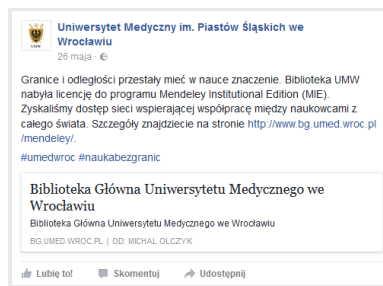 Uniwersytet Medyczny im. Piastów Śląskich we
Wrocławiu
26 maja ·
Granice i odległości przestały mieć w nauce znaczenie. Biblioteka UMW
nabyła licencję do programu Mendeley Institutional Edition (MIE).
Zyskaliśmy dostęp sieci wspierającej współpracę między naukowcami z
całego świata. Szczegóły znajdziecie na stronie http://www.bg.umed.wroc.pl
/mendeley/.
#umedwroc #naukabezgranic
Biblioteka Główna Uniwersytetu Medycznego we
Wrocławiu
Biblioteka Główna Uniwersytetu Medycznego we Wrocławiu
BG.UMED.WROC.PL | OD: MICHAL OLCZYK
Lubię to! Skomentuj Udostępnij